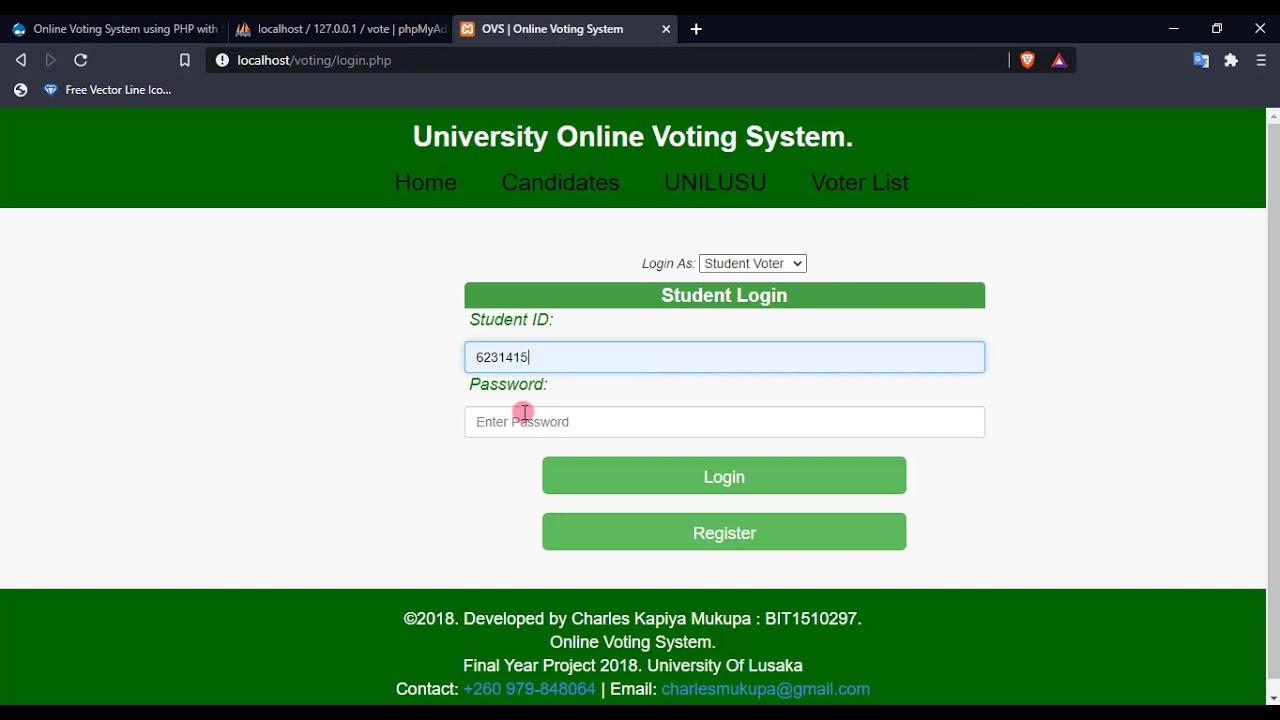 Online Voting System using PHP with
localhost / 127.0.0.1 / vote | phpMyAd
OVS | Online Voting System
localhost/voting/login.php
Free Vector Line Ico...
University Online Voting System.
Home Candidates UNILUSU Voter List
Login As: Student Voter
Student Login
Student ID:
6231415
Password:
Enter Password
Login
Register
©2018. Developed by Charles Kapiya Mukupa : BIT1510297.
Online Voting System.
Final Year Project 2018. University Of Lusaka
Contact: +260 979-848064 | Email: charlesmukupa@gmail.com